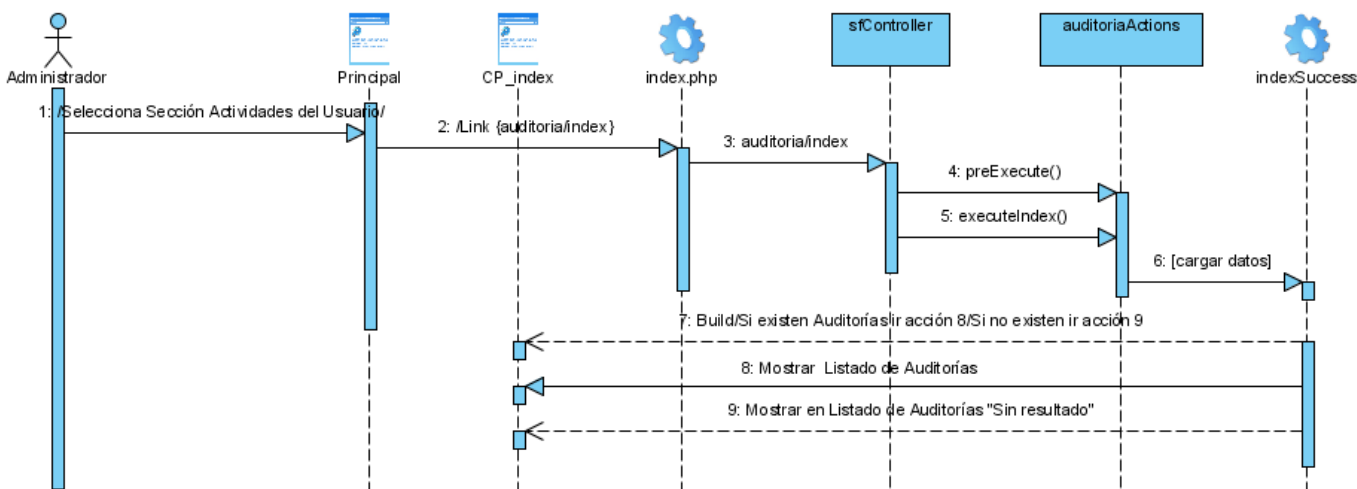 sfController
auditoriaActions
Administrador
Principal
CP_index
index.php
indexSuccess
1: /Selecciona Sección Actividades del Usuario/
2: /Link {auditoria/index}
3: auditoria/index
4: preExecute()
5: executeIndex()
6: [cargar datos]
7: Build/Si existen Auditorías ir acción 8/Si no existen ir acción 9
8: Mostrar Listado de Auditorías
9: Mostrar en Listado de Auditorías "Sin resultado"